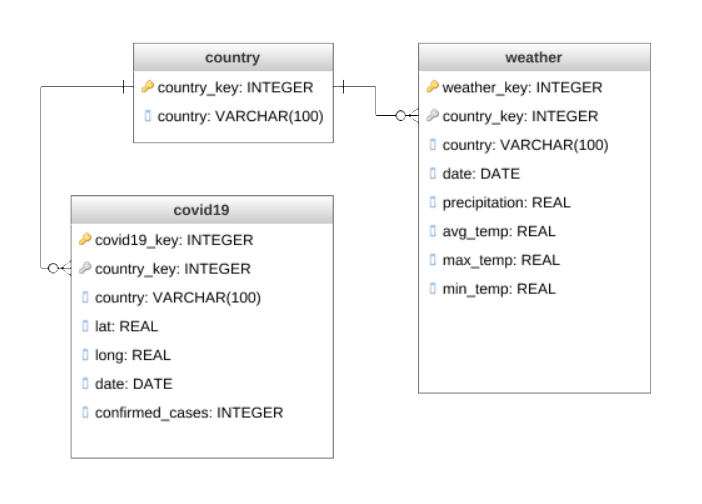 country
country_key: INTEGER
country: VARCHAR(100)
weather
weather_key: INTEGER
country_key: INTEGER
country: VARCHAR(100)
date: DATE
precipitation: REAL
avg_temp: REAL
max_temp: REAL
min_temp: REAL
covid19
covid19_key: INTEGER
country_key: INTEGER
country: VARCHAR(100)
lat: REAL
long: REAL
date: DATE
confirmed_cases: INTEGER